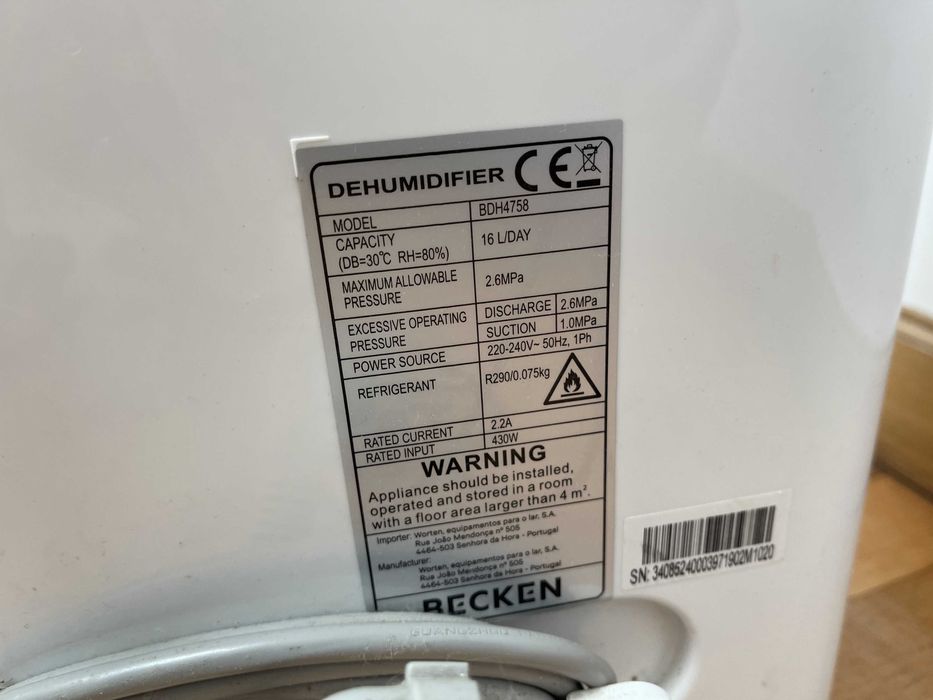 DEHUMIDIFIER CE
MODEL BDH4758
CAPACITY
(DB=30℃ RH=80%) 16 L/DAY
MAXIMUM ALLOWABLE
PRESSURE 2.6MPa
EXCESSIVE OPERATING
PRESSURE
DISCHARGE 2.6MPa
SUCTION 1.0MPa
POWER SOURCE 220-240V~ 50Hz, 1Ph
REFRIGERANT R290/0.075kg
RATED CURRENT 2.2A
RATED INPUT 430W
WARNING
Appliance should be installed,
operated and stored in a room
with a floor area larger than 4 m².
Importer: Worten, equipamentos para o lar, S.A.
Rua João Mendonça nº 505
4464-503 Senhora da Hora - Portugal
Manufacturer:
Worten, equipamentos para o lar, S.A.
Rua João Mendonça nº 505
4464-503 Senhora da Hora - Portugal
BECKEN
SN: 34085240003971902M1020
GUANGZHOU